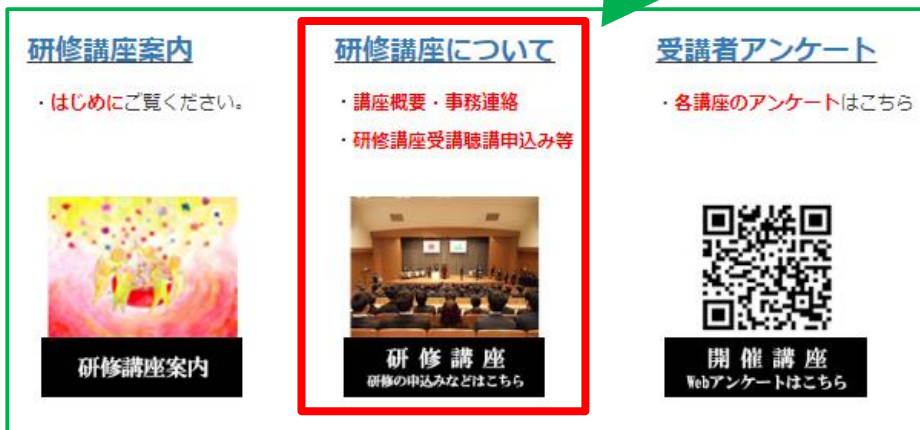 研修講座案内
・はじめにご覧ください。
研修講座案内
研修講座について
・講座概要・事務連絡
・研修講座受講聴講申込み等
研 修 講 座
研修の申込みなどはこちら
受講者アンケート
・各講座のアンケートはこちら
開 催 講 座
Webアンケートはこちら